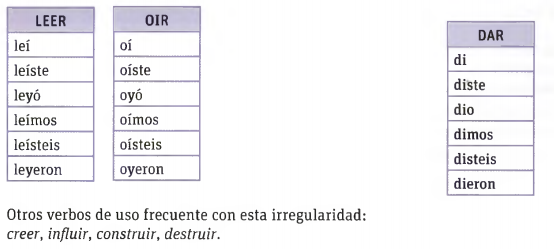 LEER
leí
leíste
leyó
leímos
leísteis
leyeron
OIR
oí
oíste
oyó
oímos
oísteis
oyeron
DAR
di
diste
dio
dimos
disteis
dieron
Otros verbos de uso frecuente con esta irregularidad:
creer, influir, construir, destruir.